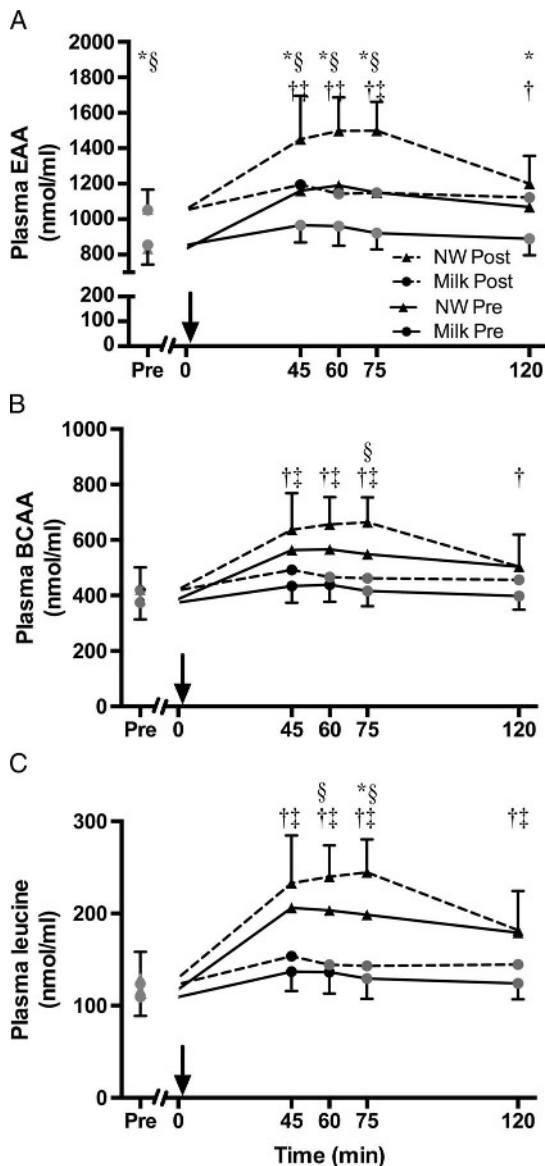 A
Plasma EAA
(nmol/ml)
2000
1800
1600
1400
1200
1000
800
200
100
0
*§ *§ *§ *§ *
†‡ †‡ †‡ †
NW Post
Milk Post
NW Pre
Milk Pre
Pre 0 45 60 75 120
B
Plasma BCAA
(nmol/ml)
1000
800
600
400
200
0
§
†‡ †‡ †‡ †
Pre 0 45 60 75 120
C
Plasma leucine
(nmol/ml)
300
200
100
0
§ *§
†‡ †‡ †‡ †‡
Pre 0 45 60 75 120
Time (min)